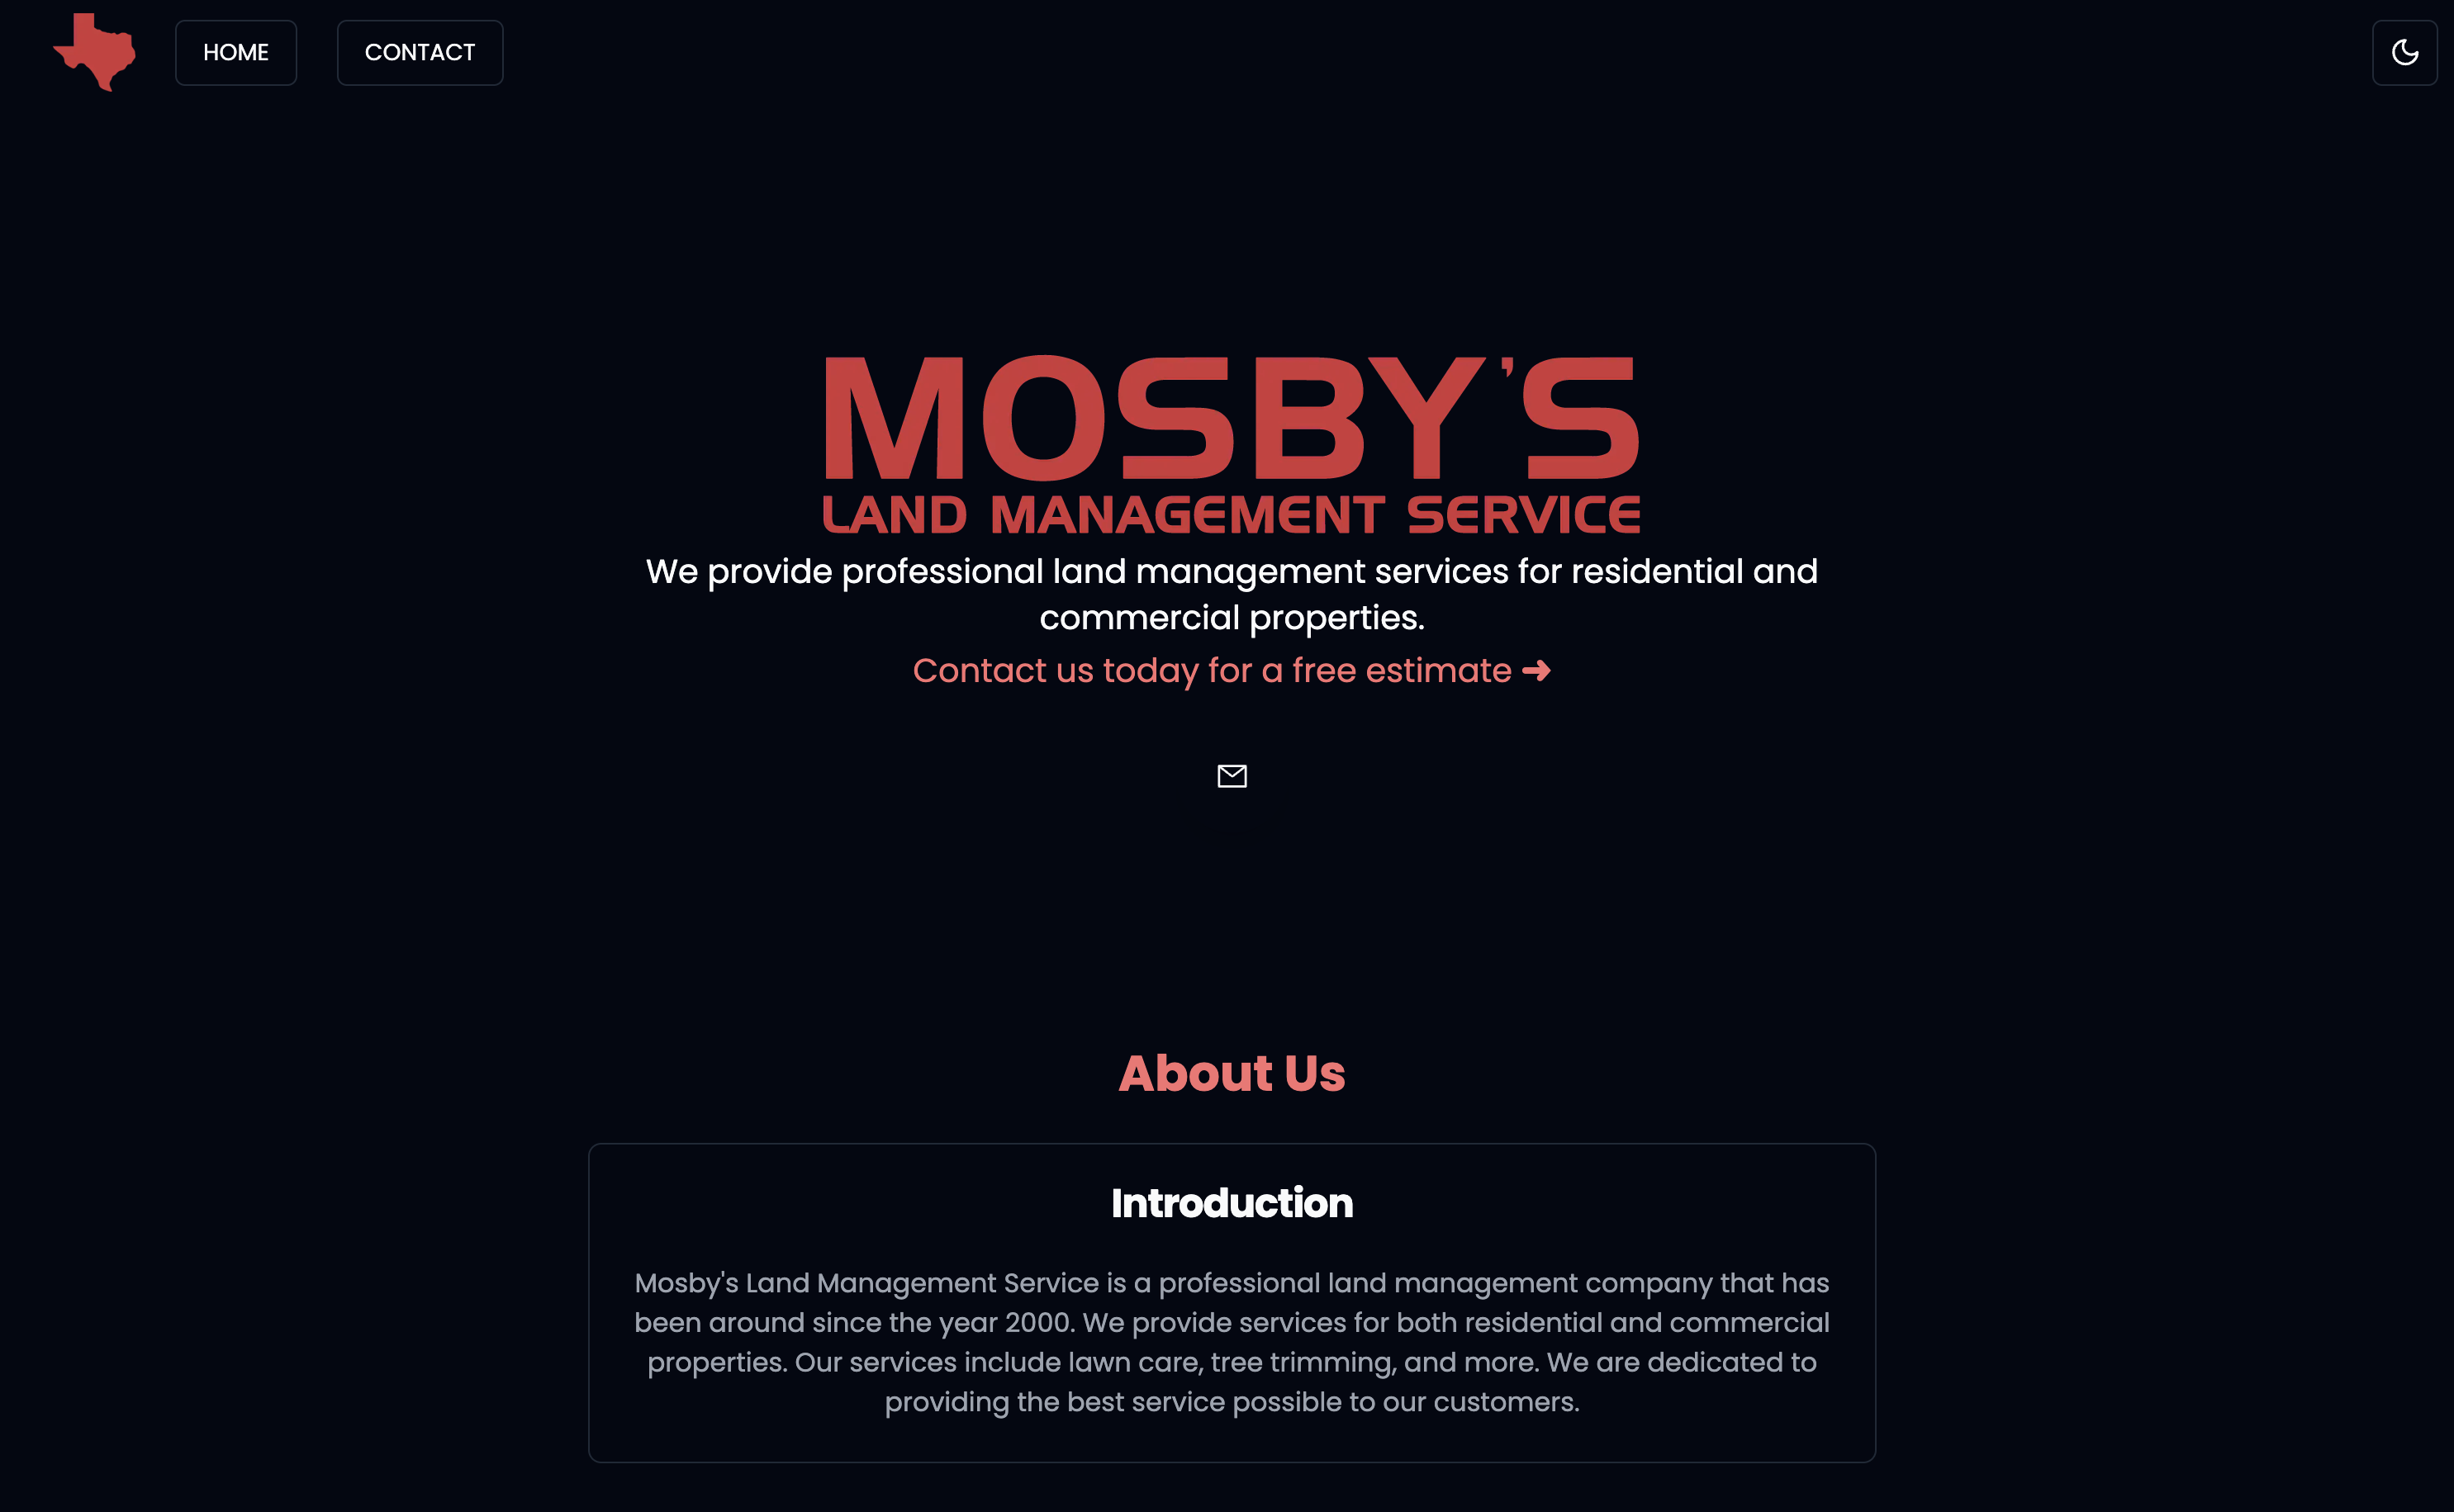 HOME
CONTACT
MOSBY'S
LAND MANAGEMENT SERVICE
We provide professional land management services for residential and
commercial properties.
Contact us today for a free estimate ➜
About Us
Introduction
Mosby's Land Management Service is a professional land management company that has
been around since the year 2000. We provide services for both residential and commercial
properties. Our services include lawn care, tree trimming, and more. We are dedicated to
providing the best service possible to our customers.